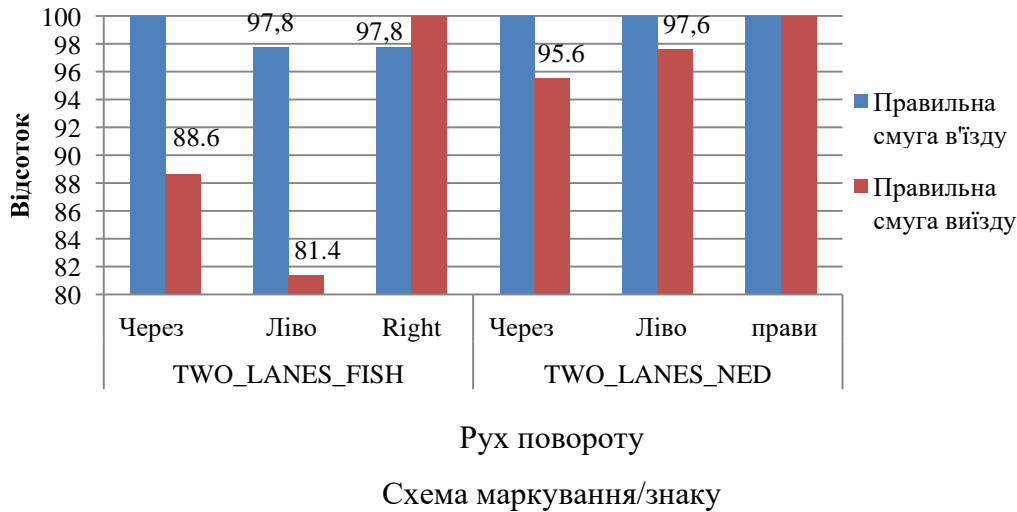 100
98
96
94
92
90
88
86
84
82
80
Відсоток
97,8
97,8
97,6
95.6
88.6
81.4
Правильна
смуга в'їзду
Правильна
смуга виїзду
Через Ліво Right Через Ліво прави
TWO_LANES_FISH TWO_LANES_NED
Рух повороту
Схема маркування/знаку